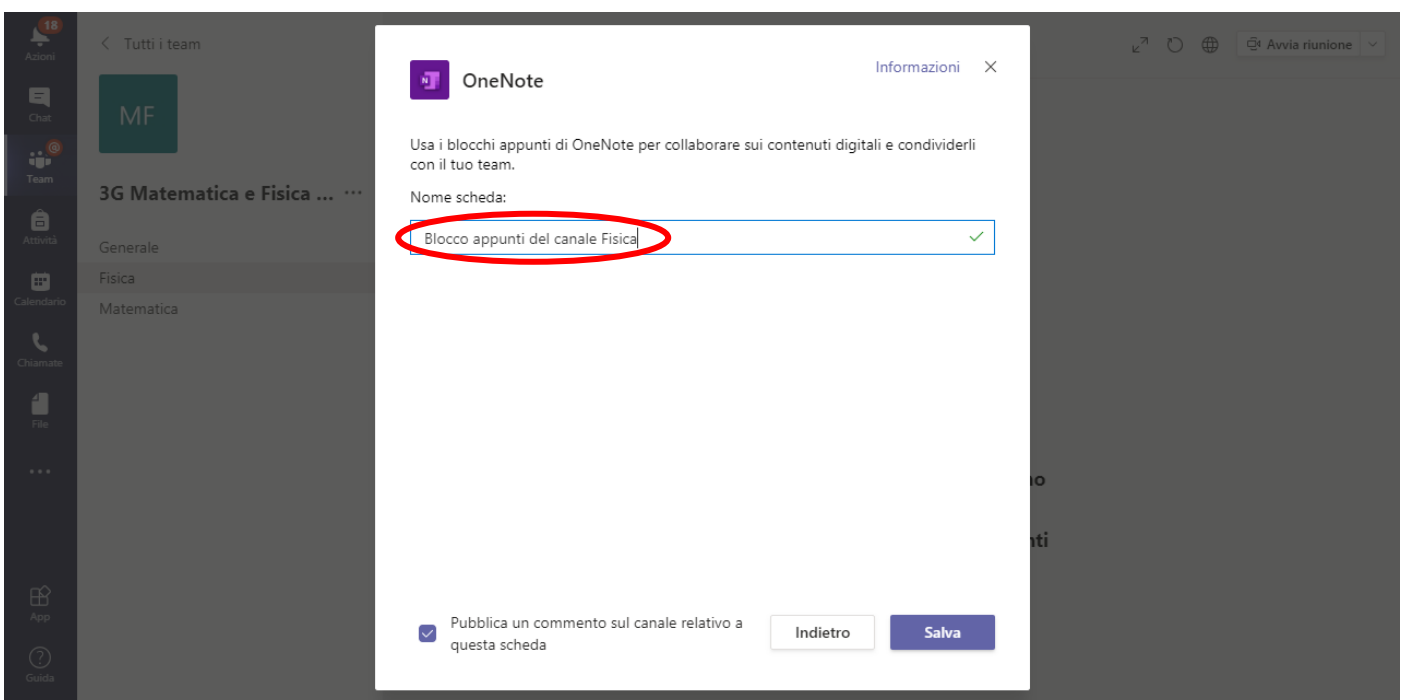 18
Azioni
Chat
Team
Attività
Calendario
Chiamate
File
App
Guida
Tutti i team
MF
3G Matematica e Fisica ... ···
Generale
Fisica
Matematica
Avvia riunione
OneNote
Informazioni
Usa i blocchi appunti di OneNote per collaborare sui contenuti digitali e condividerli
con il tuo team.
Nome scheda:
Blocco appunti del canale Fisica
Pubblica un commento sul canale relativo a
questa scheda
Indietro
Salva